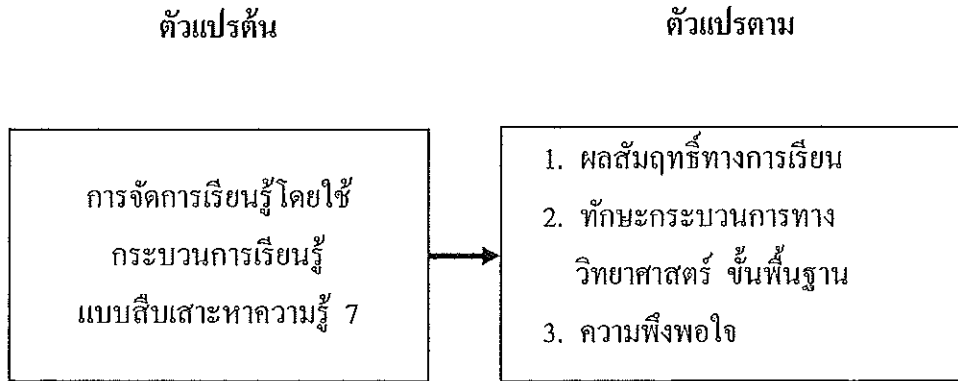 ตัวแปรต้น
ตัวแปรตาม
การจัดการเรียนรู้โดยใช้
กระบวนการเรียนรู้
แบบสืบเสาะหาความรู้ 7
1. ผลสัมฤทธิ์ทางการเรียน
2. ทักษะกระบวนการทาง
วิทยาศาสตร์ ขั้นพื้นฐาน
3. ความพึงพอใจ